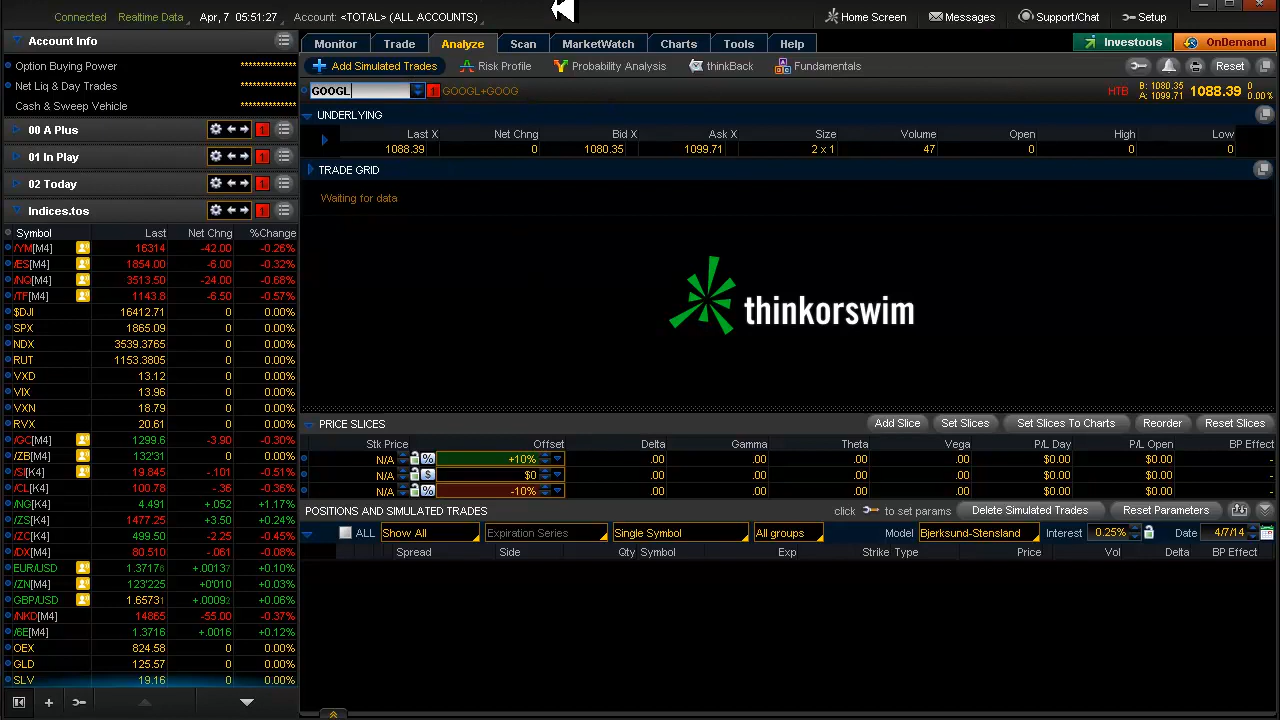 Connected Realtime Data Apr, 7 05:51:27 Account: <TOTAL> (ALL ACCOUNTS) Home Screen Messages Support/Chat Setup
Account Info
Option Buying Power *************
Net Liq & Day Trades *************
Cash & Sweep Vehicle *************
00 A Plus 1
01 In Play 1
02 Today 1
Indices.tos 1
Symbol Last Net Chng %Change
/YM[M4] 16314 -42.00 -0.26%
/ES[M4] 1854.00 -6.00 -0.32%
/NQ[M4] 3513.50 -24.00 -0.68%
/TF[M4] 1143.8 -6.50 -0.57%
$DJI 16412.71 0 0.00%
SPX 1865.09 0 0.00%
NDX 3539.3765 0 0.00%
RUT 1153.3805 0 0.00%
VXD 13.12 0 0.00%
VIX 13.96 0 0.00%
VXN 18.79 0 0.00%
RVX 20.61 0 0.00%
/GC[M4] 1299.6 -3.90 -0.30%
/ZB[M4] 132'31 0 0.00%
/SI[K4] 19.845 -.101 -0.51%
/CL[K4] 100.78 -.36 -0.36%
/NG[K4] 4.491 +.052 +1.17%
/ZS[K4] 1477.25 +3.50 +0.24%
/ZC[K4] 499.50 -2.25 -0.45%
/DX[M4] 80.510 -.061 -0.08%
EUR/USD 1.37176 +.00137 +0.10%
/ZN[M4] 123'225 +0'010 +0.03%
GBP/USD 1.65731 +.00092 +0.06%
/NKD[M4] 14865 -55.00 -0.37%
/6E[M4] 1.3716 +.0016 +0.12%
OEX 824.58 0 0.00%
GLD 125.57 0 0.00%
SLV 19.16 0 0.00%
Monitor Trade Analyze Scan MarketWatch Charts Tools Help Investools OnDemand
Add Simulated Trades Risk Profile Probability Analysis thinkBack Fundamentals Reset
GOOGL 1 GOOGL+GOOG HTB B: 1080.35 A: 1099.71 1088.39 0 0.00%
UNDERLYING
Last X Net Chng Bid X Ask X Size Volume Open High Low
1088.39 0 1080.35 1099.71 2 x 1 47 0 0 0
TRADE GRID
Waiting for data
thinkorswim
PRICE SLICES Add Slice Set Slices Set Slices To Charts Reorder Reset Slices
Stk Price Offset Delta Gamma Theta Vega P/L Day P/L Open BP Effect
N/A % +10% .00 .00 .00 .00 $0.00 $0.00 -
N/A $ $0 .00 .00 .00 .00 $0.00 $0.00 -
N/A % -10% .00 .00 .00 .00 $0.00 $0.00 -
POSITIONS AND SIMULATED TRADES click to set params Delete Simulated Trades Reset Parameters
ALL Show All Expiration Series Single Symbol All groups Model Bjerksund-Stensland Interest 0.25% Date 4/7/14
Spread Side Qty Symbol Exp Strike Type Price Vol Delta BP Effect